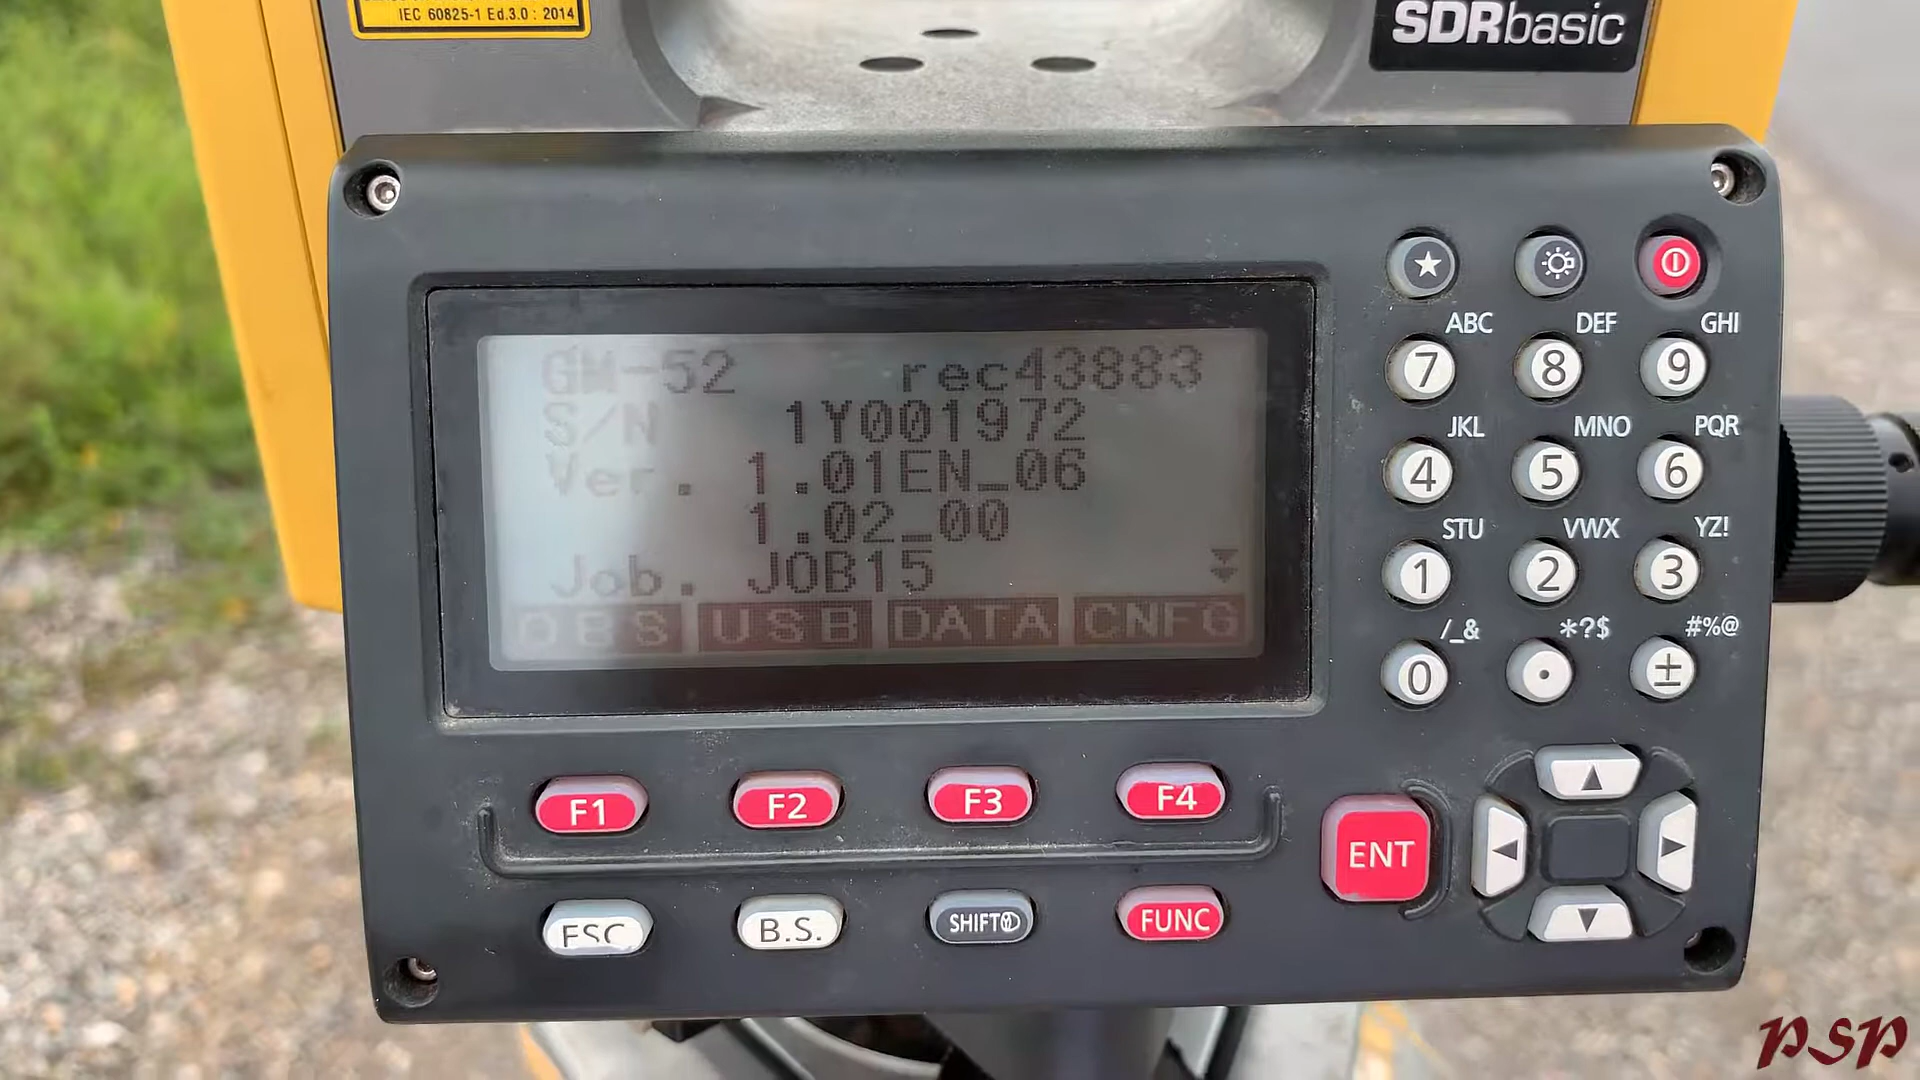 IEC 60825-1 Ed.3.0 : 2014
SDRbasic
GM-52 rec43883
S/N 1Y001972
Ver. 1.01EN_06
1.02_00
Job. JOB15
OBS USB DATA CNFG
ABC DEF GHI
7 8 9
JKL MNO PQR
4 5 6
STU VWX YZ!
1 2 3
/_& *?$ #%@
0 . ±
F1 F2 F3 F4
ENT
ESC B.S. SHIFT FUNC
PSP